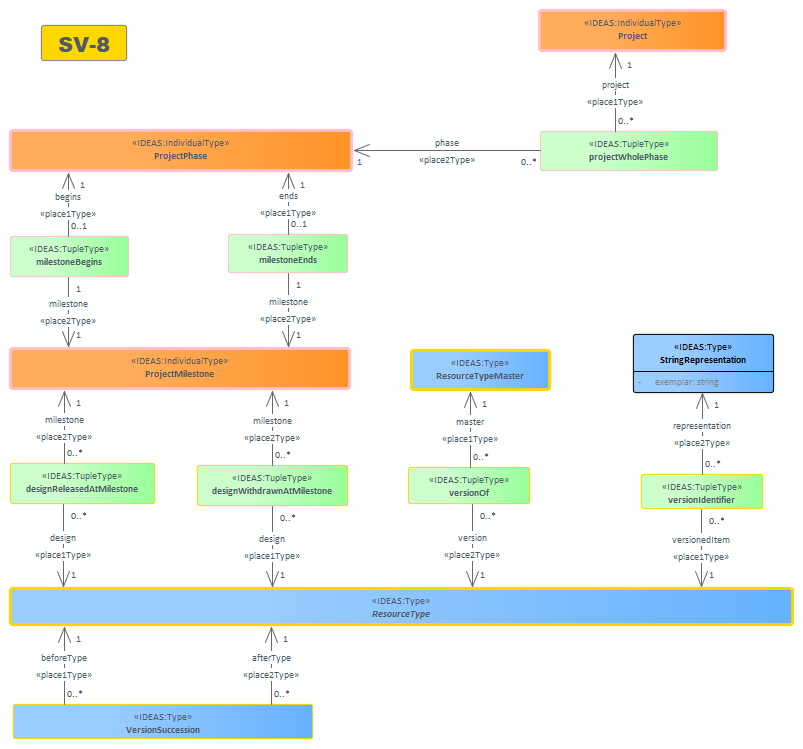 SV-8
«IDEAS:IndividualType»
Project
1
project
«place1Type»
0..*
«IDEAS:TupleType»
projectWholePhase
«IDEAS:IndividualType»
ProjectPhase
1
phase
«place2Type»
0..*
1
begins
«place1Type»
0..1
1
ends
«place1Type»
0..1
«IDEAS:TupleType»
milestoneBegins
«IDEAS:TupleType»
milestoneEnds
1
milestone
«place2Type»
1
1
milestone
«place2Type»
1
«IDEAS:IndividualType»
ProjectMilestone
«IDEAS:Type»
ResourceTypeMaster
«IDEAS:Type»
StringRepresentation
- exemplar: string
1
milestone
«place2Type»
0..*
1
milestone
«place2Type»
0..*
1
master
«place1Type»
0..*
1
representation
«place2Type»
0..*
«IDEAS:TupleType»
designReleasedAtMilestone
«IDEAS:TupleType»
designWithdrawnAtMilestone
«IDEAS:TupleType»
versionOf
«IDEAS:TupleType»
versionIdentifier
0..*
design
«place1Type»
1
0..*
design
«place1Type»
1
0..*
version
«place2Type»
1
0..*
versionedItem
«place1Type»
1
«IDEAS:Type»
ResourceType
1
beforeType
«place1Type»
0..*
1
afterType
«place2Type»
0..*
«IDEAS:Type»
VersionSuccession